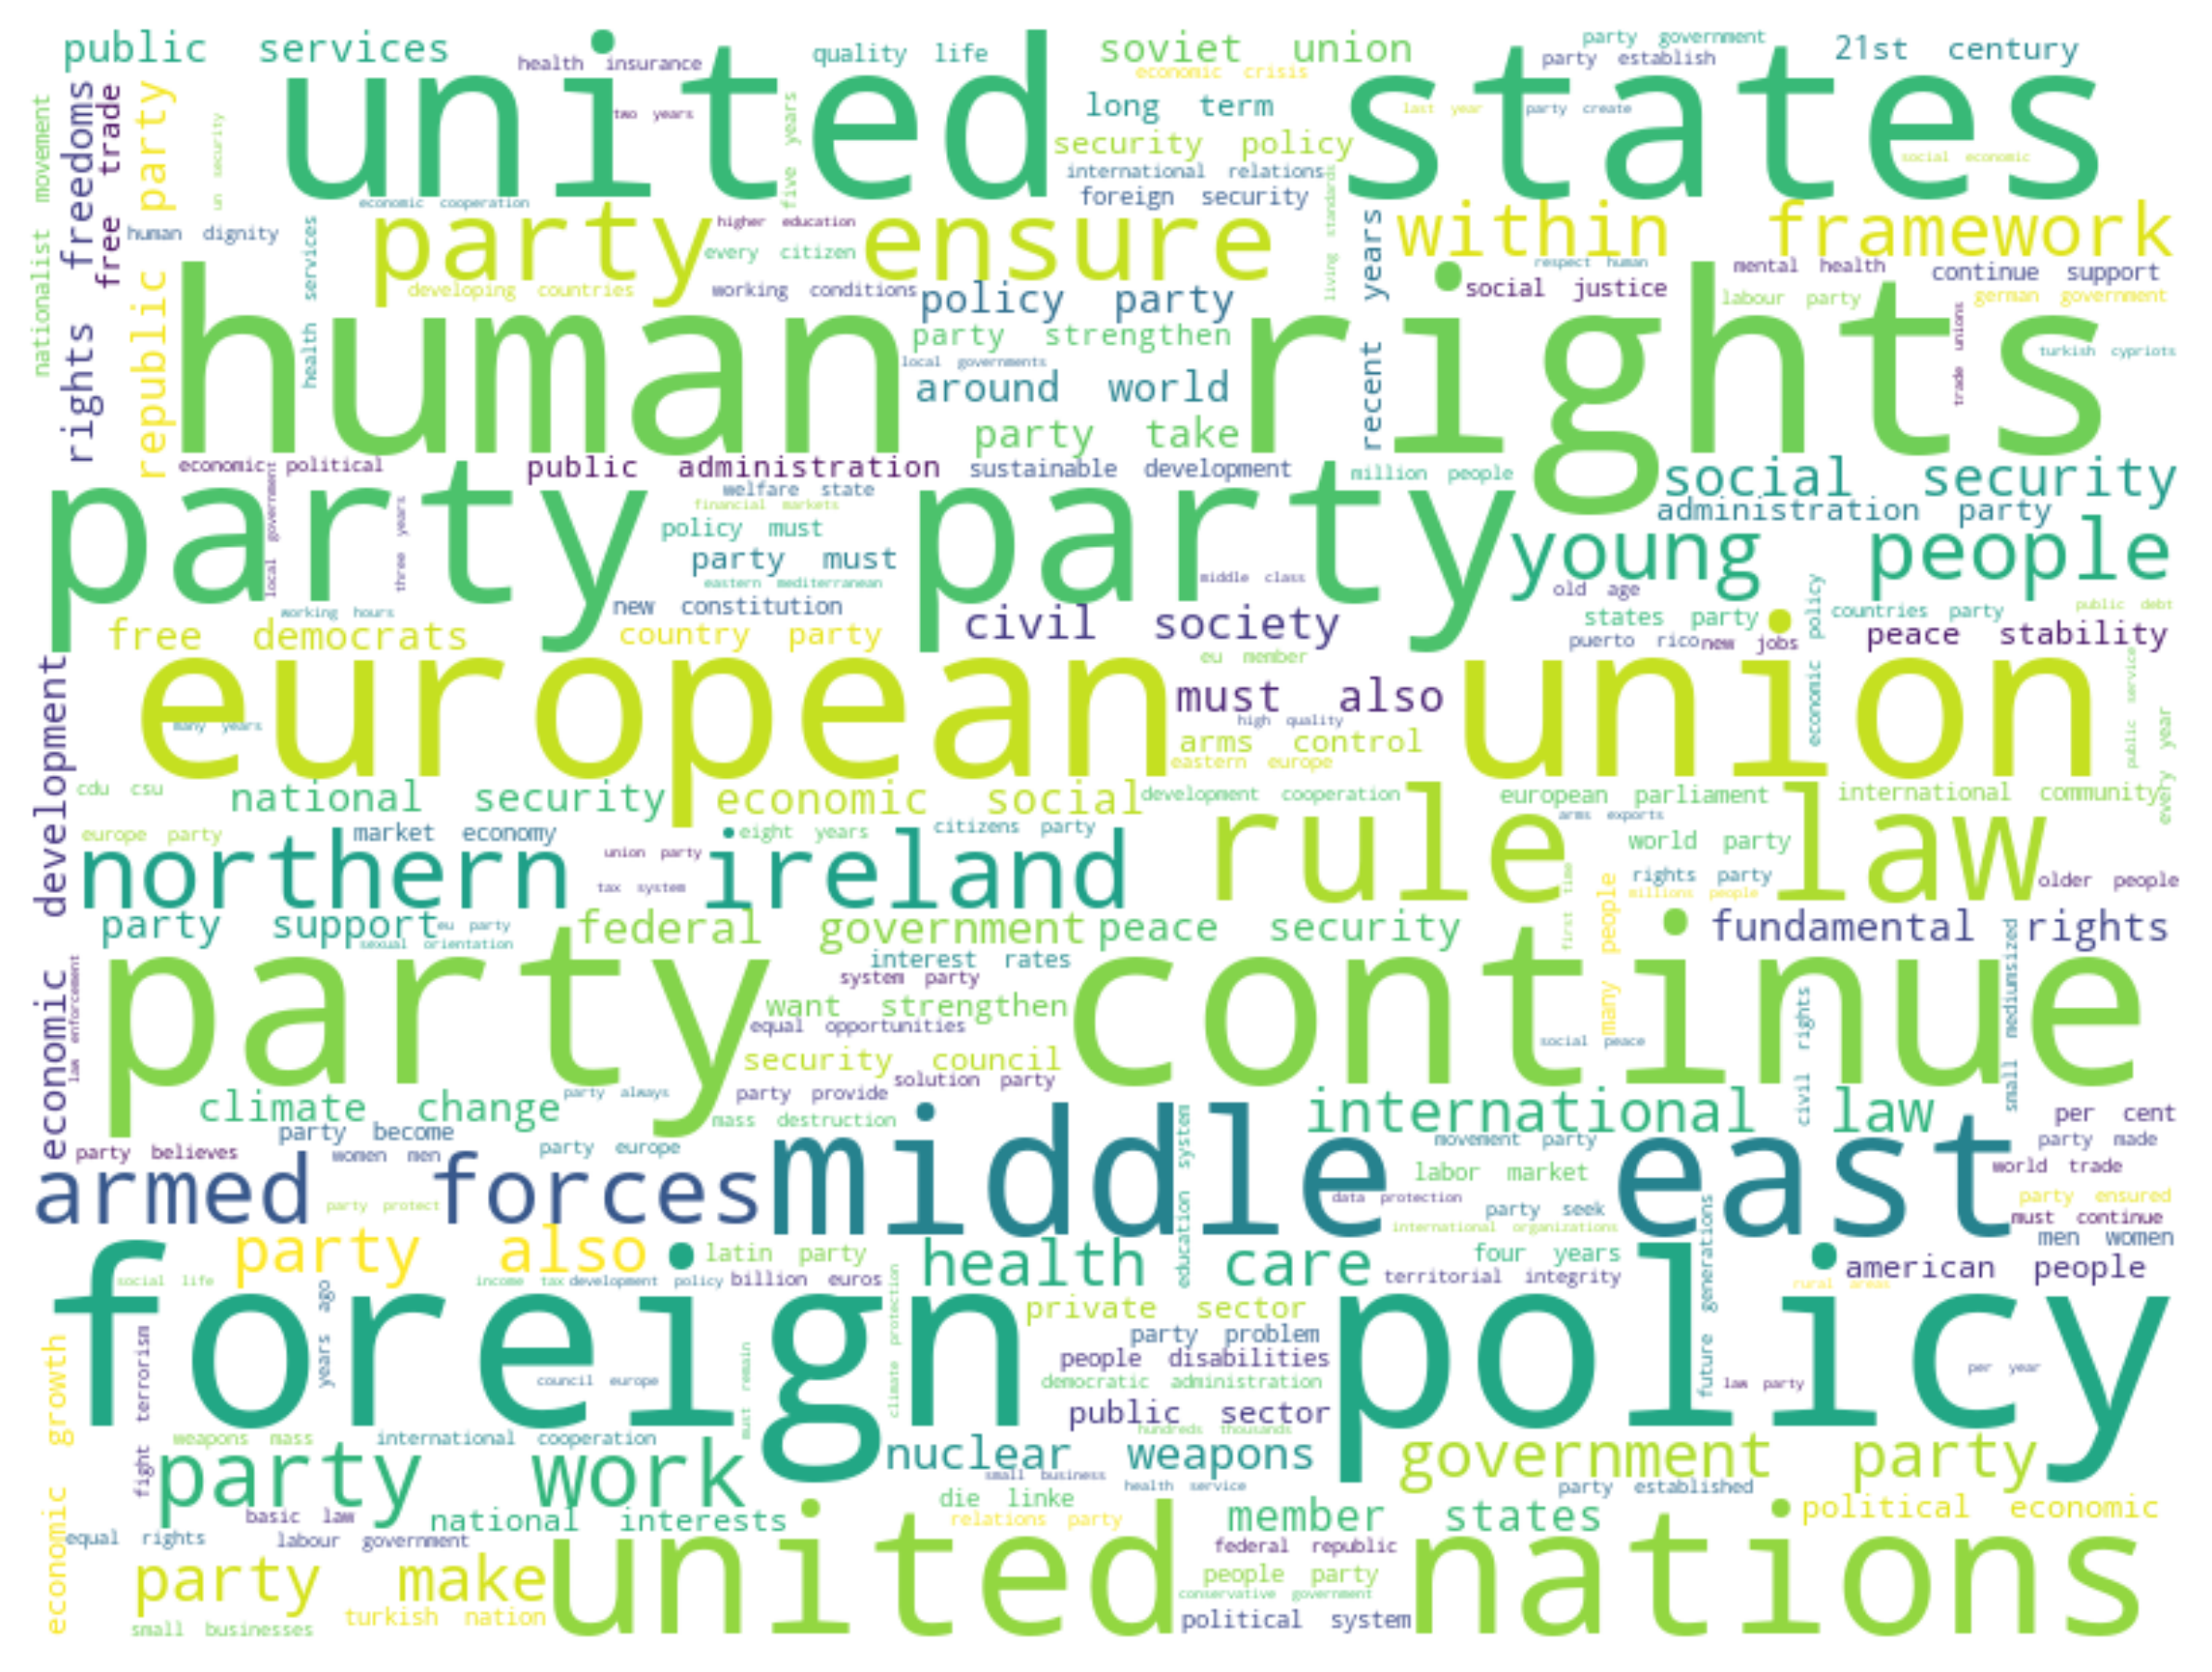 public services
health insurance
quality life
soviet union
party government
21st century
united states
economic crisis
party establish
two years
five years
long term
last year
party create
security policy
social economic
international relations
foreign security
nationalist movement
rights freedoms
free trade
republic party
un security
economic cooperation
human dignity
party ensure
higher education
every citizen
living standards
recent years
within framework
respect human
mental health
continue support
developing countries
working conditions
policy party
social justice
labour party
german government
health services
human rights
party strengthen
trade unions
turkish cypriots
local governments
around world
party take
economic political
public administration
sustainable development
million people
social security
welfare state
party party
financial markets
administration party
local government
three years
policy must
young people
party must
middle class
eastern mediterranean
old age
working hours
new constitution
civil society
states party
economic policy
countries party
public debt
free democrats
country party
puerto rico
new jobs
peace stability
economic development
eu member
european union
must also
public service
many years
high quality
arms control
every year
eastern europe
cdu csu
national security
economic social
development cooperation
rule law
european parliament
international community
europe party
market economy
eight years
citizens party
arms exports
northern ireland
union party
world party
tax system
first time
many people
rights party
older people
millions people
party support
eu party
federal government
peace security
fundamental rights
sexual orientation
law enforcement
party continue
interest rates
small mediumsized
system party
want strengthen
equal opportunities
civil rights
social peace
security council
solution party
climate change
party always
party provide
mass destruction
middle east
education system
international law
per cent
party become
party believes
women men
party europe
movement party
party made
armed forces
labor market
world trade
party protect
data protection
party seek
party ensured
international organizations
future generations
must continue
party also
men women
foreign policy
latin party
health care
four years
american people
social life
income tax
development policy
billion euros
climate protection
territorial integrity
rural areas
years ago
private sector
economic growth
fight terrorism
must remain
party problem
people disabilities
council europe
democratic administration
law party
per year
public sector
hundreds thousands
weapons mass
international cooperation
party work
nuclear weapons
government party
small business
health service
party established
die linke
basic law
national interests
relations party
member states
political economic
equal rights
labour government
united nations
federal republic
party make
people party
conservative government
turkish nation
political system
small businesses